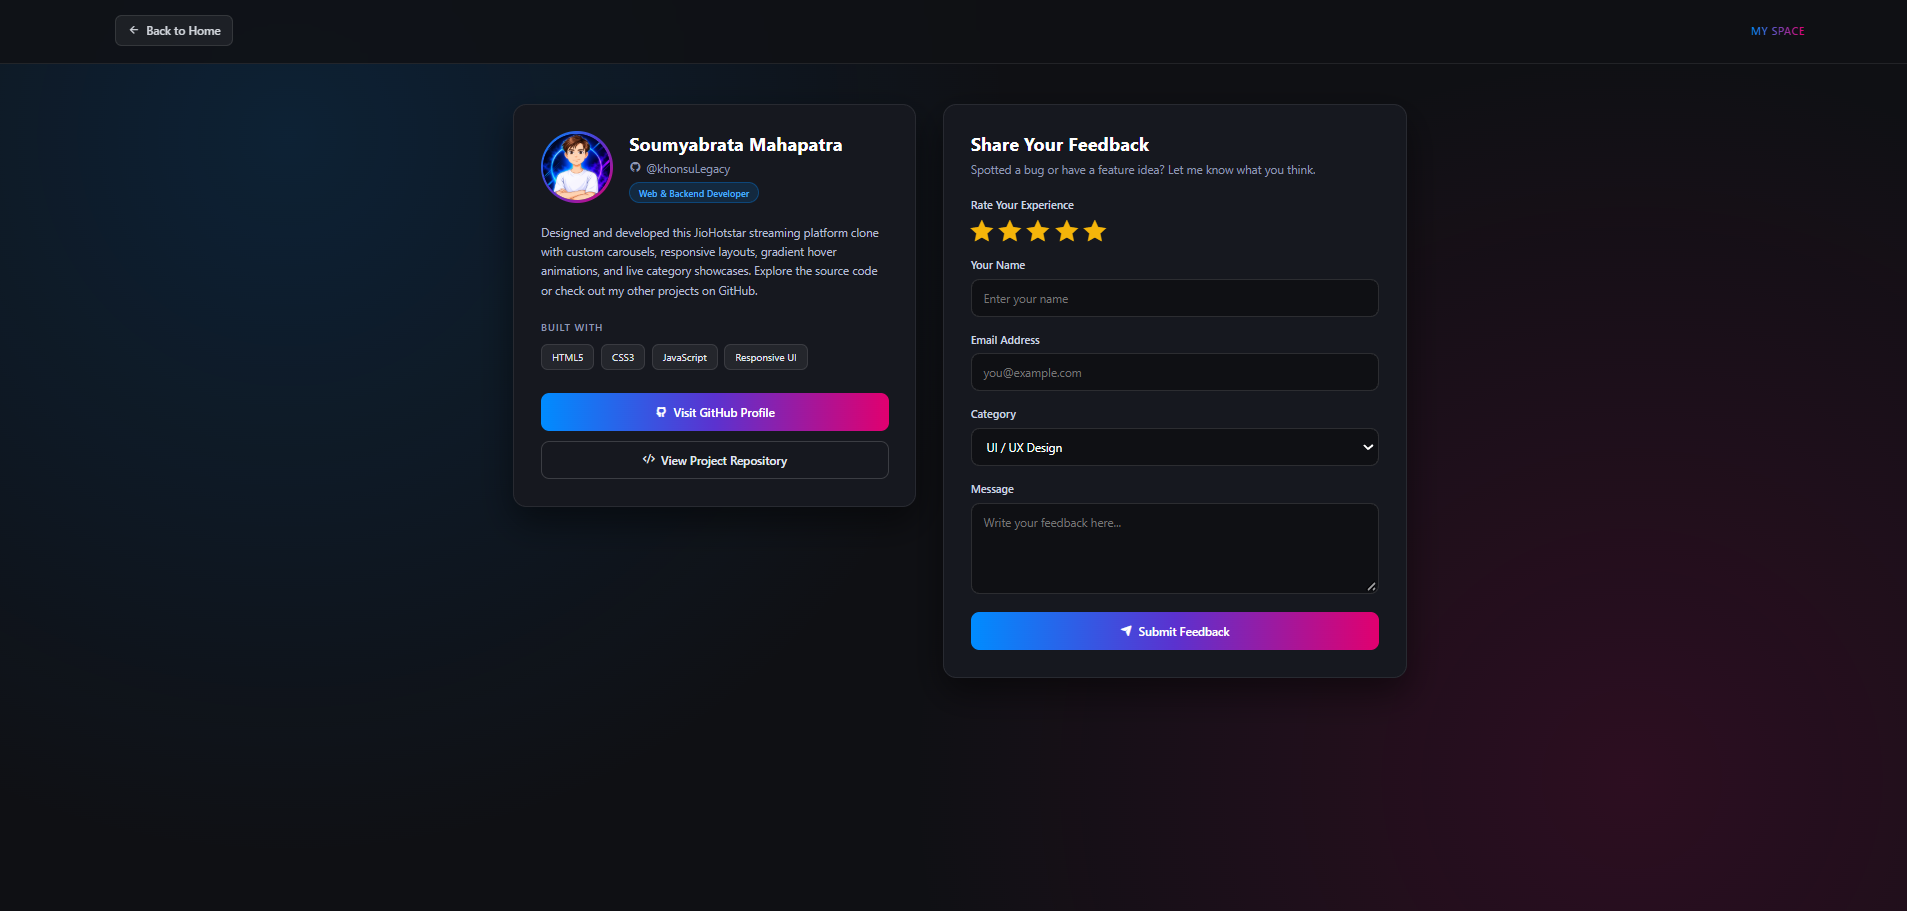 Back to Home
MY SPACE
Soumyabrata Mahapatra
@khonsuLegacy
Web & Backend Developer
Designed and developed this JioHotstar streaming platform clone
with custom carousels, responsive layouts, gradient hover
animations, and live category showcases. Explore the source code
or check out my other projects on GitHub.
BUILT WITH
HTML5
CSS3
JavaScript
Responsive UI
Visit GitHub Profile
</> View Project Repository
Share Your Feedback
Spotted a bug or have a feature idea? Let me know what you think.
Rate Your Experience
Your Name
Enter your name
Email Address
you@example.com
Category
UI / UX Design
Message
Write your feedback here...
Submit Feedback